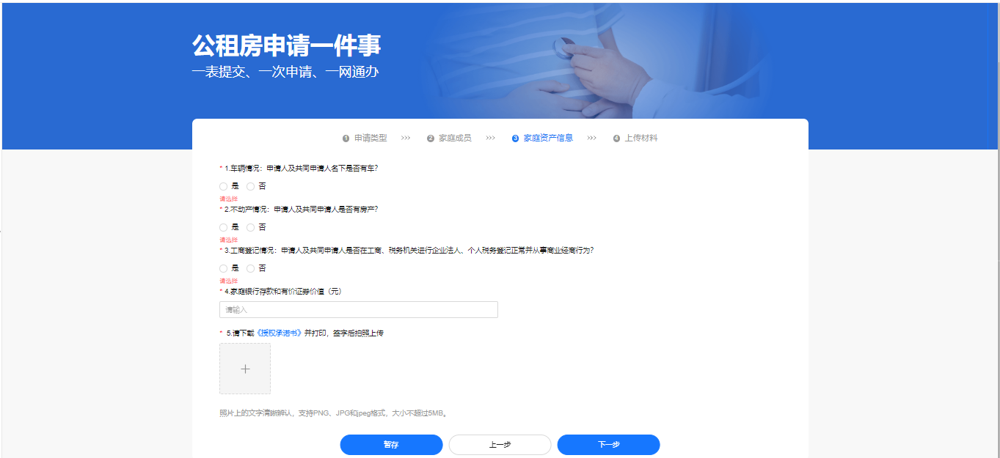 公租房申请一件事
一表提交、一次申请、一网通办
1 申请类型 >>> 2 家庭成员 >>> 3 家庭资产信息 >>> 4 上传材料
* 1.车辆情况：申请人及共同申请人名下是否有车？
是 否
请选择
* 2.不动产情况：申请人及共同申请人是否有房产？
是 否
请选择
* 3.工商登记情况：申请人及共同申请人是否在工商、税务机关进行企业法人、个人税务登记正常并从事商业经商行为？
是 否
请选择
* 4.家庭银行存款和有价证券价值（元）
请输入
* 5.请下载《授权承诺书》并打印，签字后拍照上传
照片上的文字清晰辨认，支持PNG、JPG和jpeg格式，大小不超过5MB。
暂存 上一步 下一步